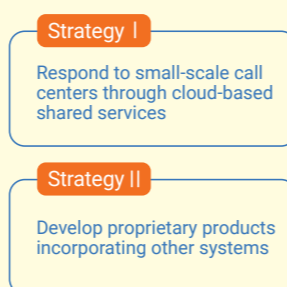 Strategy Ⅰ
Respond to small-scale call
centers through cloud-based
shared services
Strategy Ⅱ
Develop proprietary products
incorporating other systems